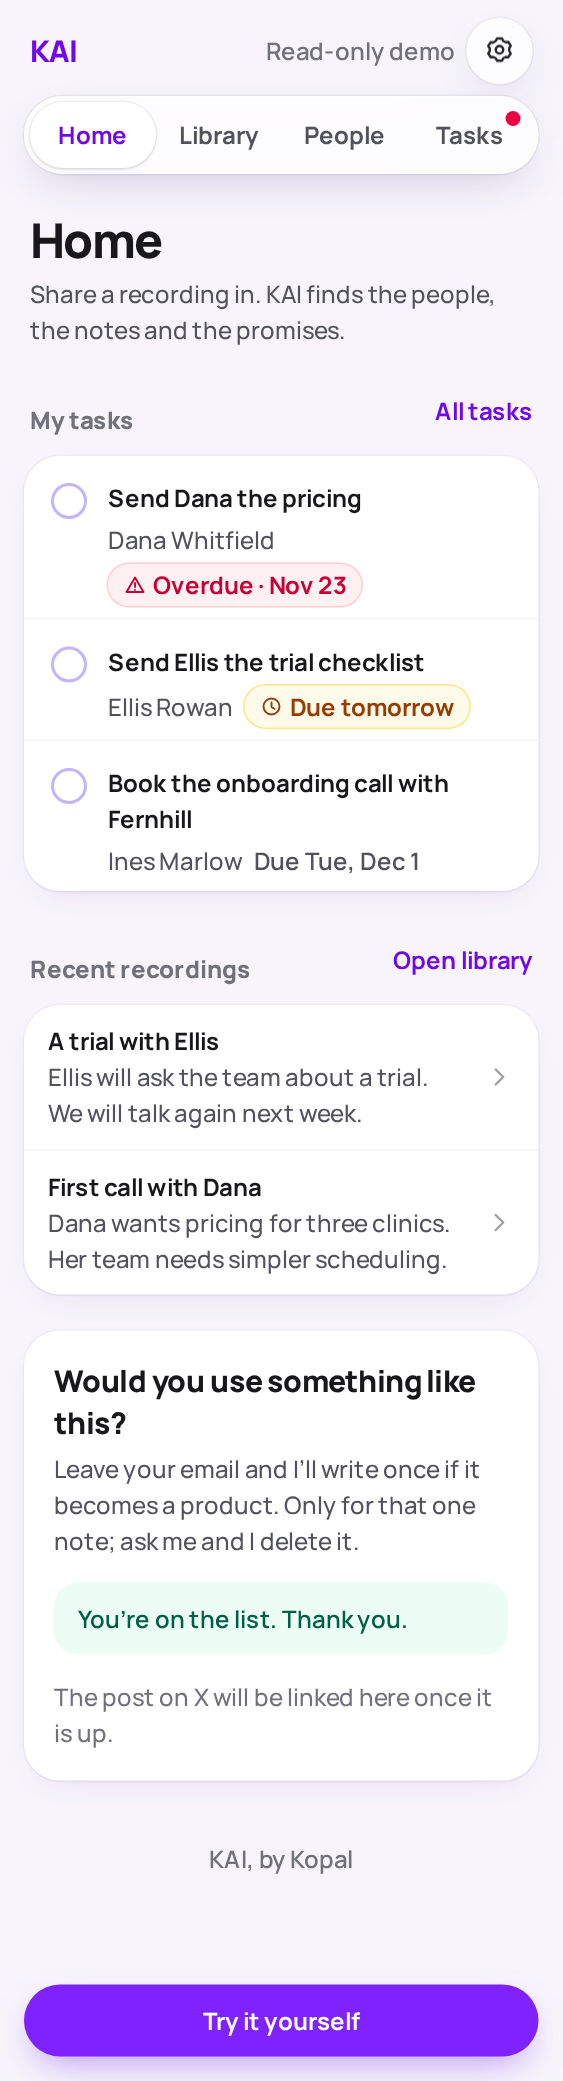 KAI
Read-only demo
Home
Library
People
Tasks
Home
Share a recording in. KAI finds the people,
the notes and the promises.
My tasks
All tasks
Send Dana the pricing
Dana Whitfield
Overdue · Nov 23
Send Ellis the trial checklist
Ellis Rowan
Due tomorrow
Book the onboarding call with
Fernhill
Ines Marlow Due Tue, Dec 1
Recent recordings
Open library
A trial with Ellis
Ellis will ask the team about a trial.
We will talk again next week.
First call with Dana
Dana wants pricing for three clinics.
Her team needs simpler scheduling.
Would you use something like
this?
Leave your email and I’ll write once if it
becomes a product. Only for that one
note; ask me and I delete it.
You’re on the list. Thank you.
The post on X will be linked here once it
is up.
KAI, by Kopal
Try it yourself